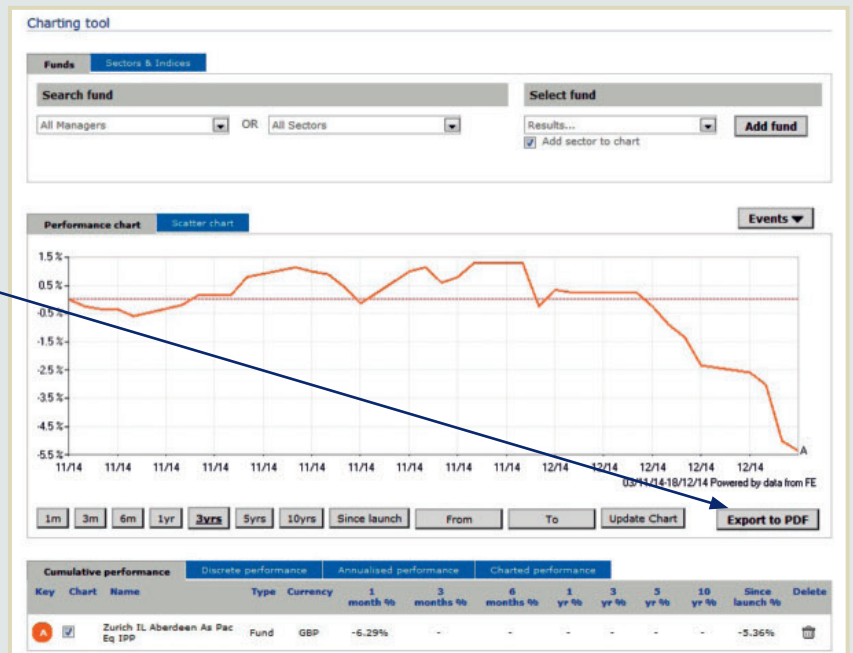 Charting tool
Funds Sectors & Indices
Search fund Select fund
All Managers OR All Sectors Results... Add fund
Add sector to chart
Performance chart Scatter chart Events
1.5 %
0.5 %
-0.5 %
-1.5 %
-2.5 %
-3.5 %
-4.5 %
-5.5 %
A
11/14 11/14 11/14 11/14 11/14 11/14 11/14 11/14 11/14 11/14 12/14 12/14 12/14 12/14 12/14
03/11/14-18/12/14 Powered by data from FE
1m 3m 6m 1yr 3yrs 5yrs 10yrs Since launch From To Update Chart Export to PDF
Cumulative performance Discrete performance Annualised performance Charted performance
Key Chart Name Type Currency 1 month % 3 months % 6 months % 1 yr % 3 yr % 5 yr % 10 yr % Since launch % Delete
A Zurich IL Aberdeen As Pac Fund GBP -6.29% - - - - - - -5.36%
Eq IPP